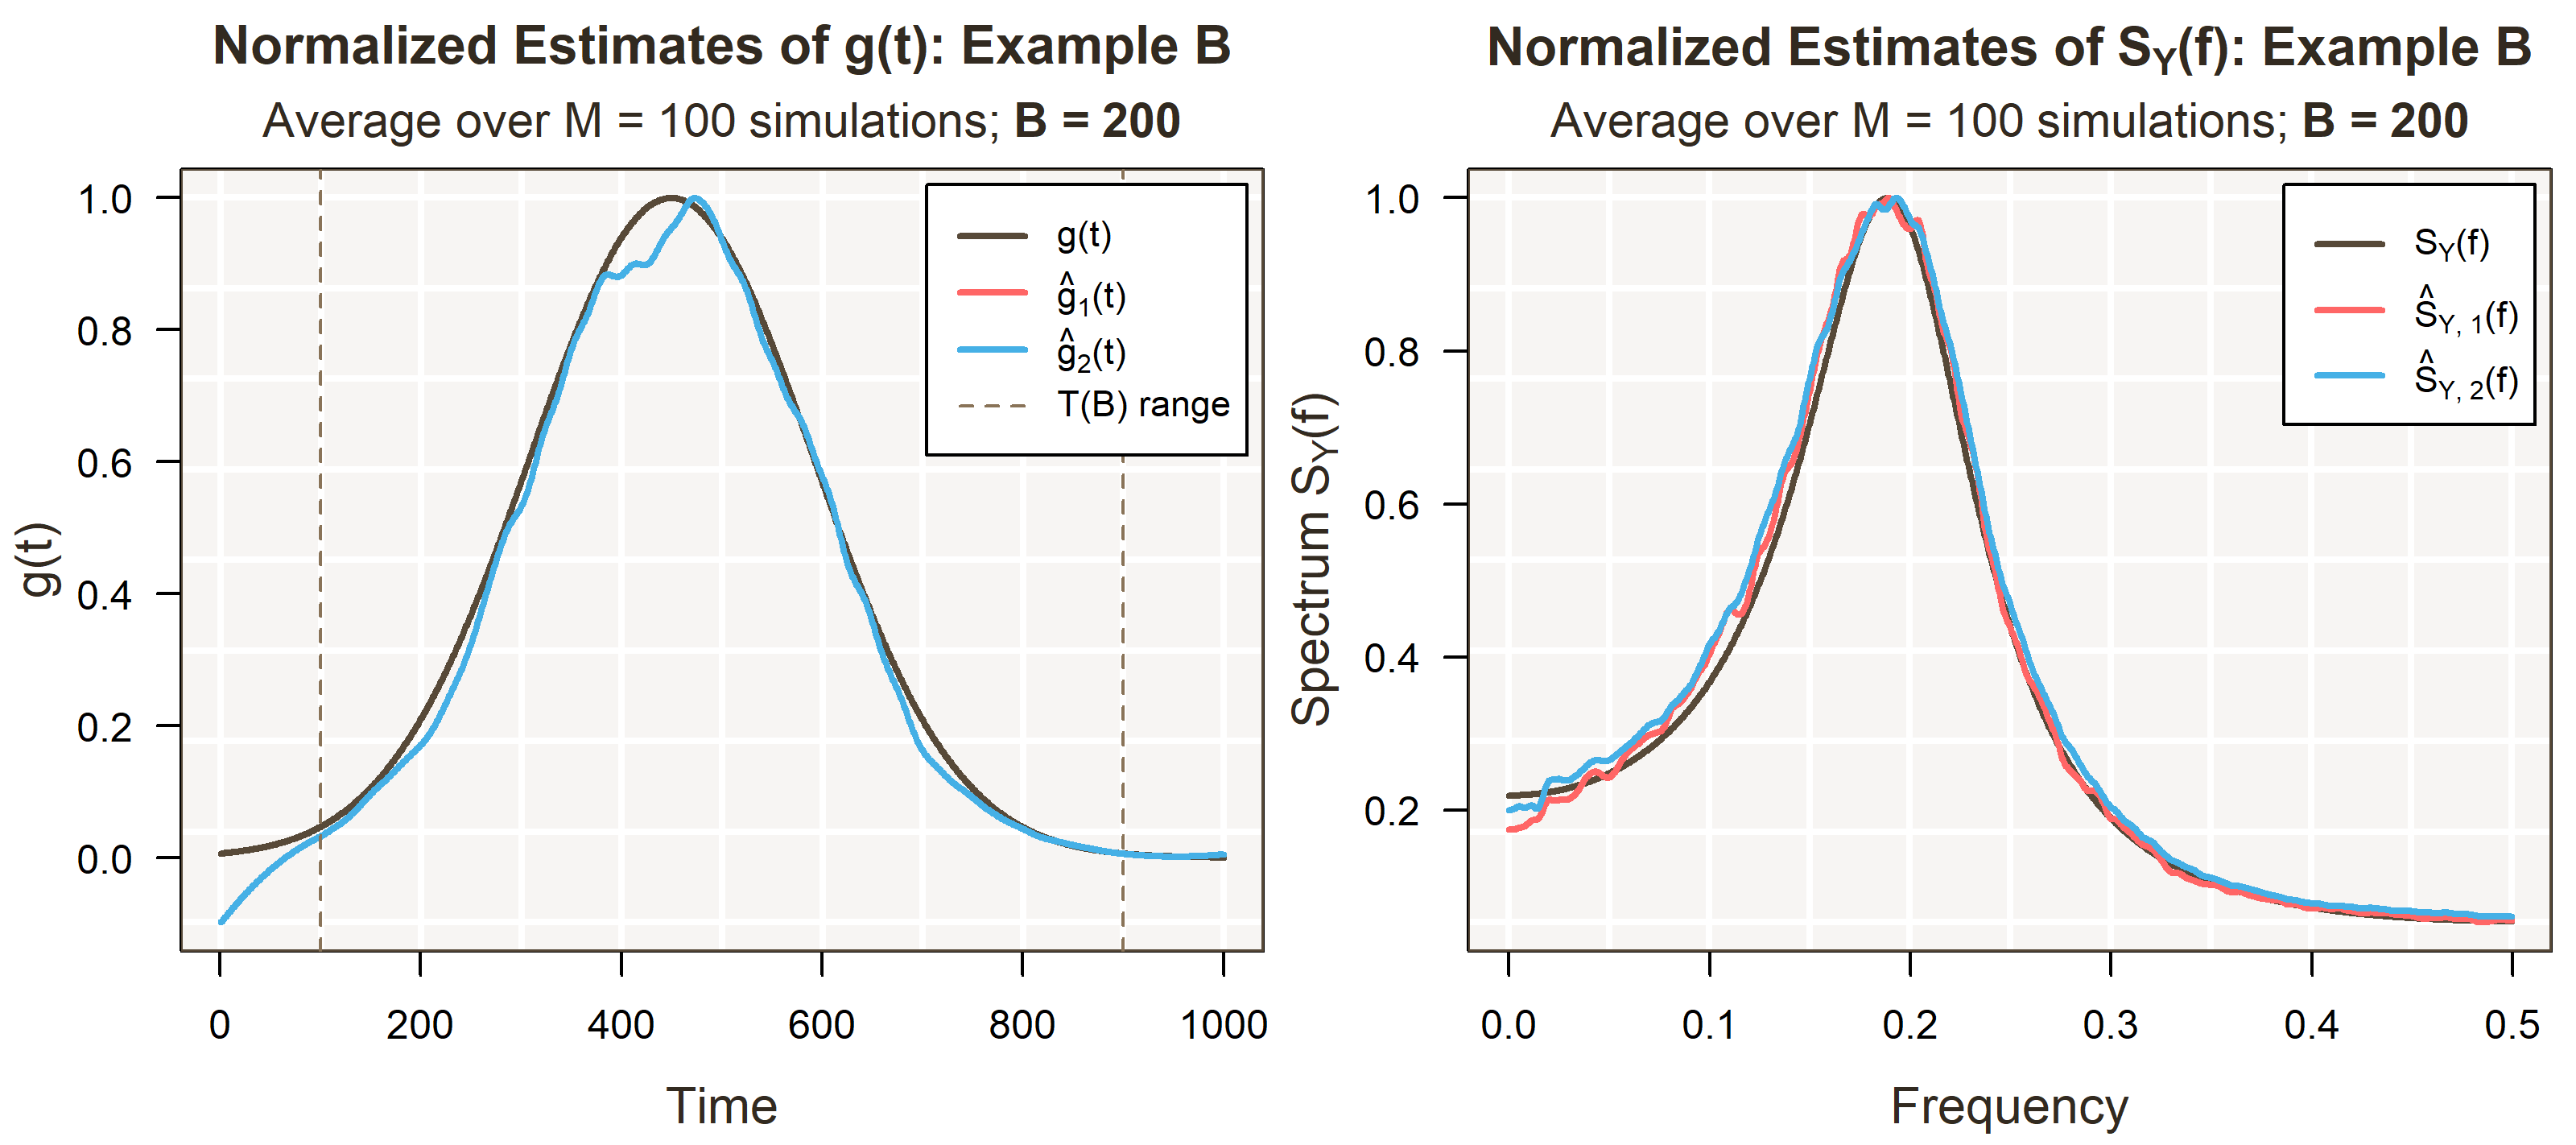 Normalized Estimates of g(t): Example B
Average over M = 100 simulations; B = 200
1.0
0.8
0.6
0.4
0.2
0.0
g(t)
g(t)
ĝ1(t)
ĝ2(t)
T(B) range
0 200 400 600 800 1000
Time
Normalized Estimates of SY(f): Example B
Average over M = 100 simulations; B = 200
1.0
0.8
0.6
0.4
0.2
Spectrum SY(f)
SY(f)
ŜY, 1(f)
ŜY, 2(f)
0.0 0.1 0.2 0.3 0.4 0.5
Frequency